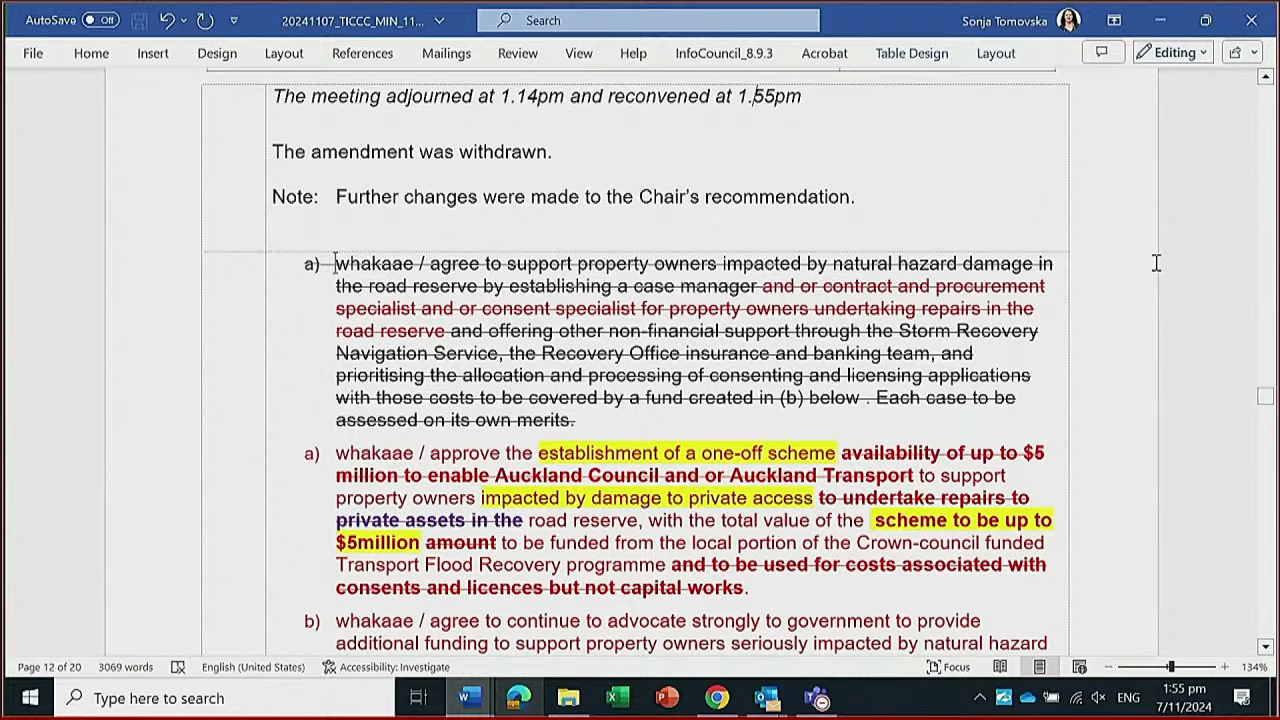 AutoSave Off 20241107_TICCC_MIN_11... Search Sonja Tomovska
File Home Insert Design Layout References Mailings Review View Help InfoCouncil_8.9.3 Acrobat Table Design Layout Editing
The meeting adjourned at 1.14pm and reconvened at 1.55pm
The amendment was withdrawn.
Note: Further changes were made to the Chair's recommendation.
a) whakaae / agree to support property owners impacted by natural hazard damage in
the road reserve by establishing a case manager and or contract and procurement
specialist and or consent specialist for property owners undertaking repairs in the
road reserve and offering other non-financial support through the Storm Recovery
Navigation Service, the Recovery Office insurance and banking team, and
prioritising the allocation and processing of consenting and licensing applications
with those costs to be covered by a fund created in (b) below . Each case to be
assessed on its own merits.
a) whakaae / approve the establishment of a one-off scheme availability of up to $5
million to enable Auckland Council and or Auckland Transport to support
property owners impacted by damage to private access to undertake repairs to
private assets in the road reserve, with the total value of the scheme to be up to
$5million amount to be funded from the local portion of the Crown-council funded
Transport Flood Recovery programme and to be used for costs associated with
consents and licences but not capital works.
b) whakaae / agree to continue to advocate strongly to government to provide
additional funding to support property owners seriously impacted by natural hazard
Page 12 of 20 3069 words English (United States) Accessibility: Investigate Focus 134%
Type here to search ENG 1:55 pm
7/11/2024